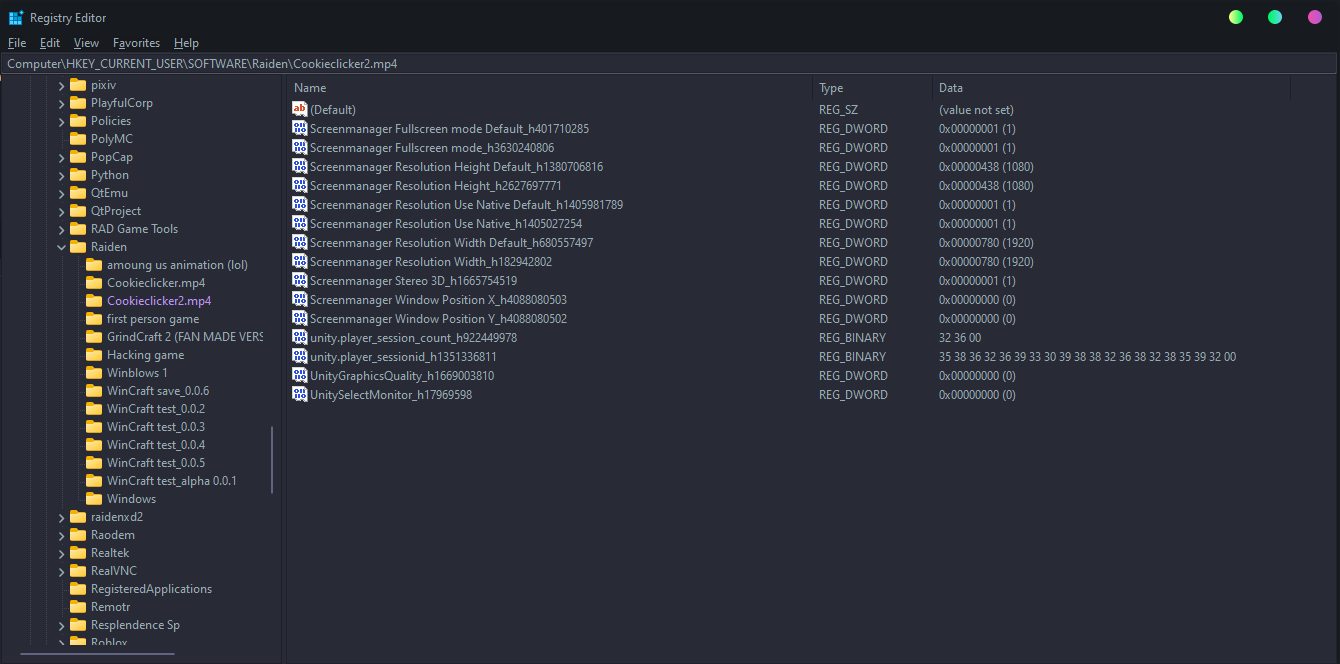 Registry Editor
File Edit View Favorites Help
Computer\HKEY_CURRENT_USER\SOFTWARE\Raiden\Cookieclicker2.mp4
pixiv
PlayfulCorp
Policies
PolyMC
PopCap
Python
QtEmu
QtProject
RAD Game Tools
Raiden
amoung us animation (lol)
Cookieclicker.mp4
Cookieclicker2.mp4
first person game
GrindCraft 2 (FAN MADE VERS
Hacking game
Winblows 1
WinCraft save_0.0.6
WinCraft test_0.0.2
WinCraft test_0.0.3
WinCraft test_0.0.4
WinCraft test_0.0.5
WinCraft test_alpha 0.0.1
Windows
raidenxd2
Raodem
Realtek
RealVNC
RegisteredApplications
Remotr
Resplendence Sp
Roblox
Name Type Data
ab (Default) REG_SZ (value not set)
Screenmanager Fullscreen mode Default_h401710285 REG_DWORD 0x00000001 (1)
Screenmanager Fullscreen mode_h3630240806 REG_DWORD 0x00000001 (1)
Screenmanager Resolution Height Default_h1380706816 REG_DWORD 0x00000438 (1080)
Screenmanager Resolution Height_h2627697771 REG_DWORD 0x00000438 (1080)
Screenmanager Resolution Use Native Default_h1405981789 REG_DWORD 0x00000001 (1)
Screenmanager Resolution Use Native_h1405027254 REG_DWORD 0x00000001 (1)
Screenmanager Resolution Width Default_h680557497 REG_DWORD 0x00000780 (1920)
Screenmanager Resolution Width_h182942802 REG_DWORD 0x00000780 (1920)
Screenmanager Stereo 3D_h1665754519 REG_DWORD 0x00000001 (1)
Screenmanager Window Position X_h4088080503 REG_DWORD 0x00000000 (0)
Screenmanager Window Position Y_h4088080502 REG_DWORD 0x00000000 (0)
unity.player_session_count_h922449978 REG_BINARY 32 36 00
unity.player_sessionid_h1351336811 REG_BINARY 35 38 36 32 36 39 33 30 39 38 38 32 36 38 32 38 35 39 32 00
UnityGraphicsQuality_h1669003810 REG_DWORD 0x00000000 (0)
UnitySelectMonitor_h17969598 REG_DWORD 0x00000000 (0)